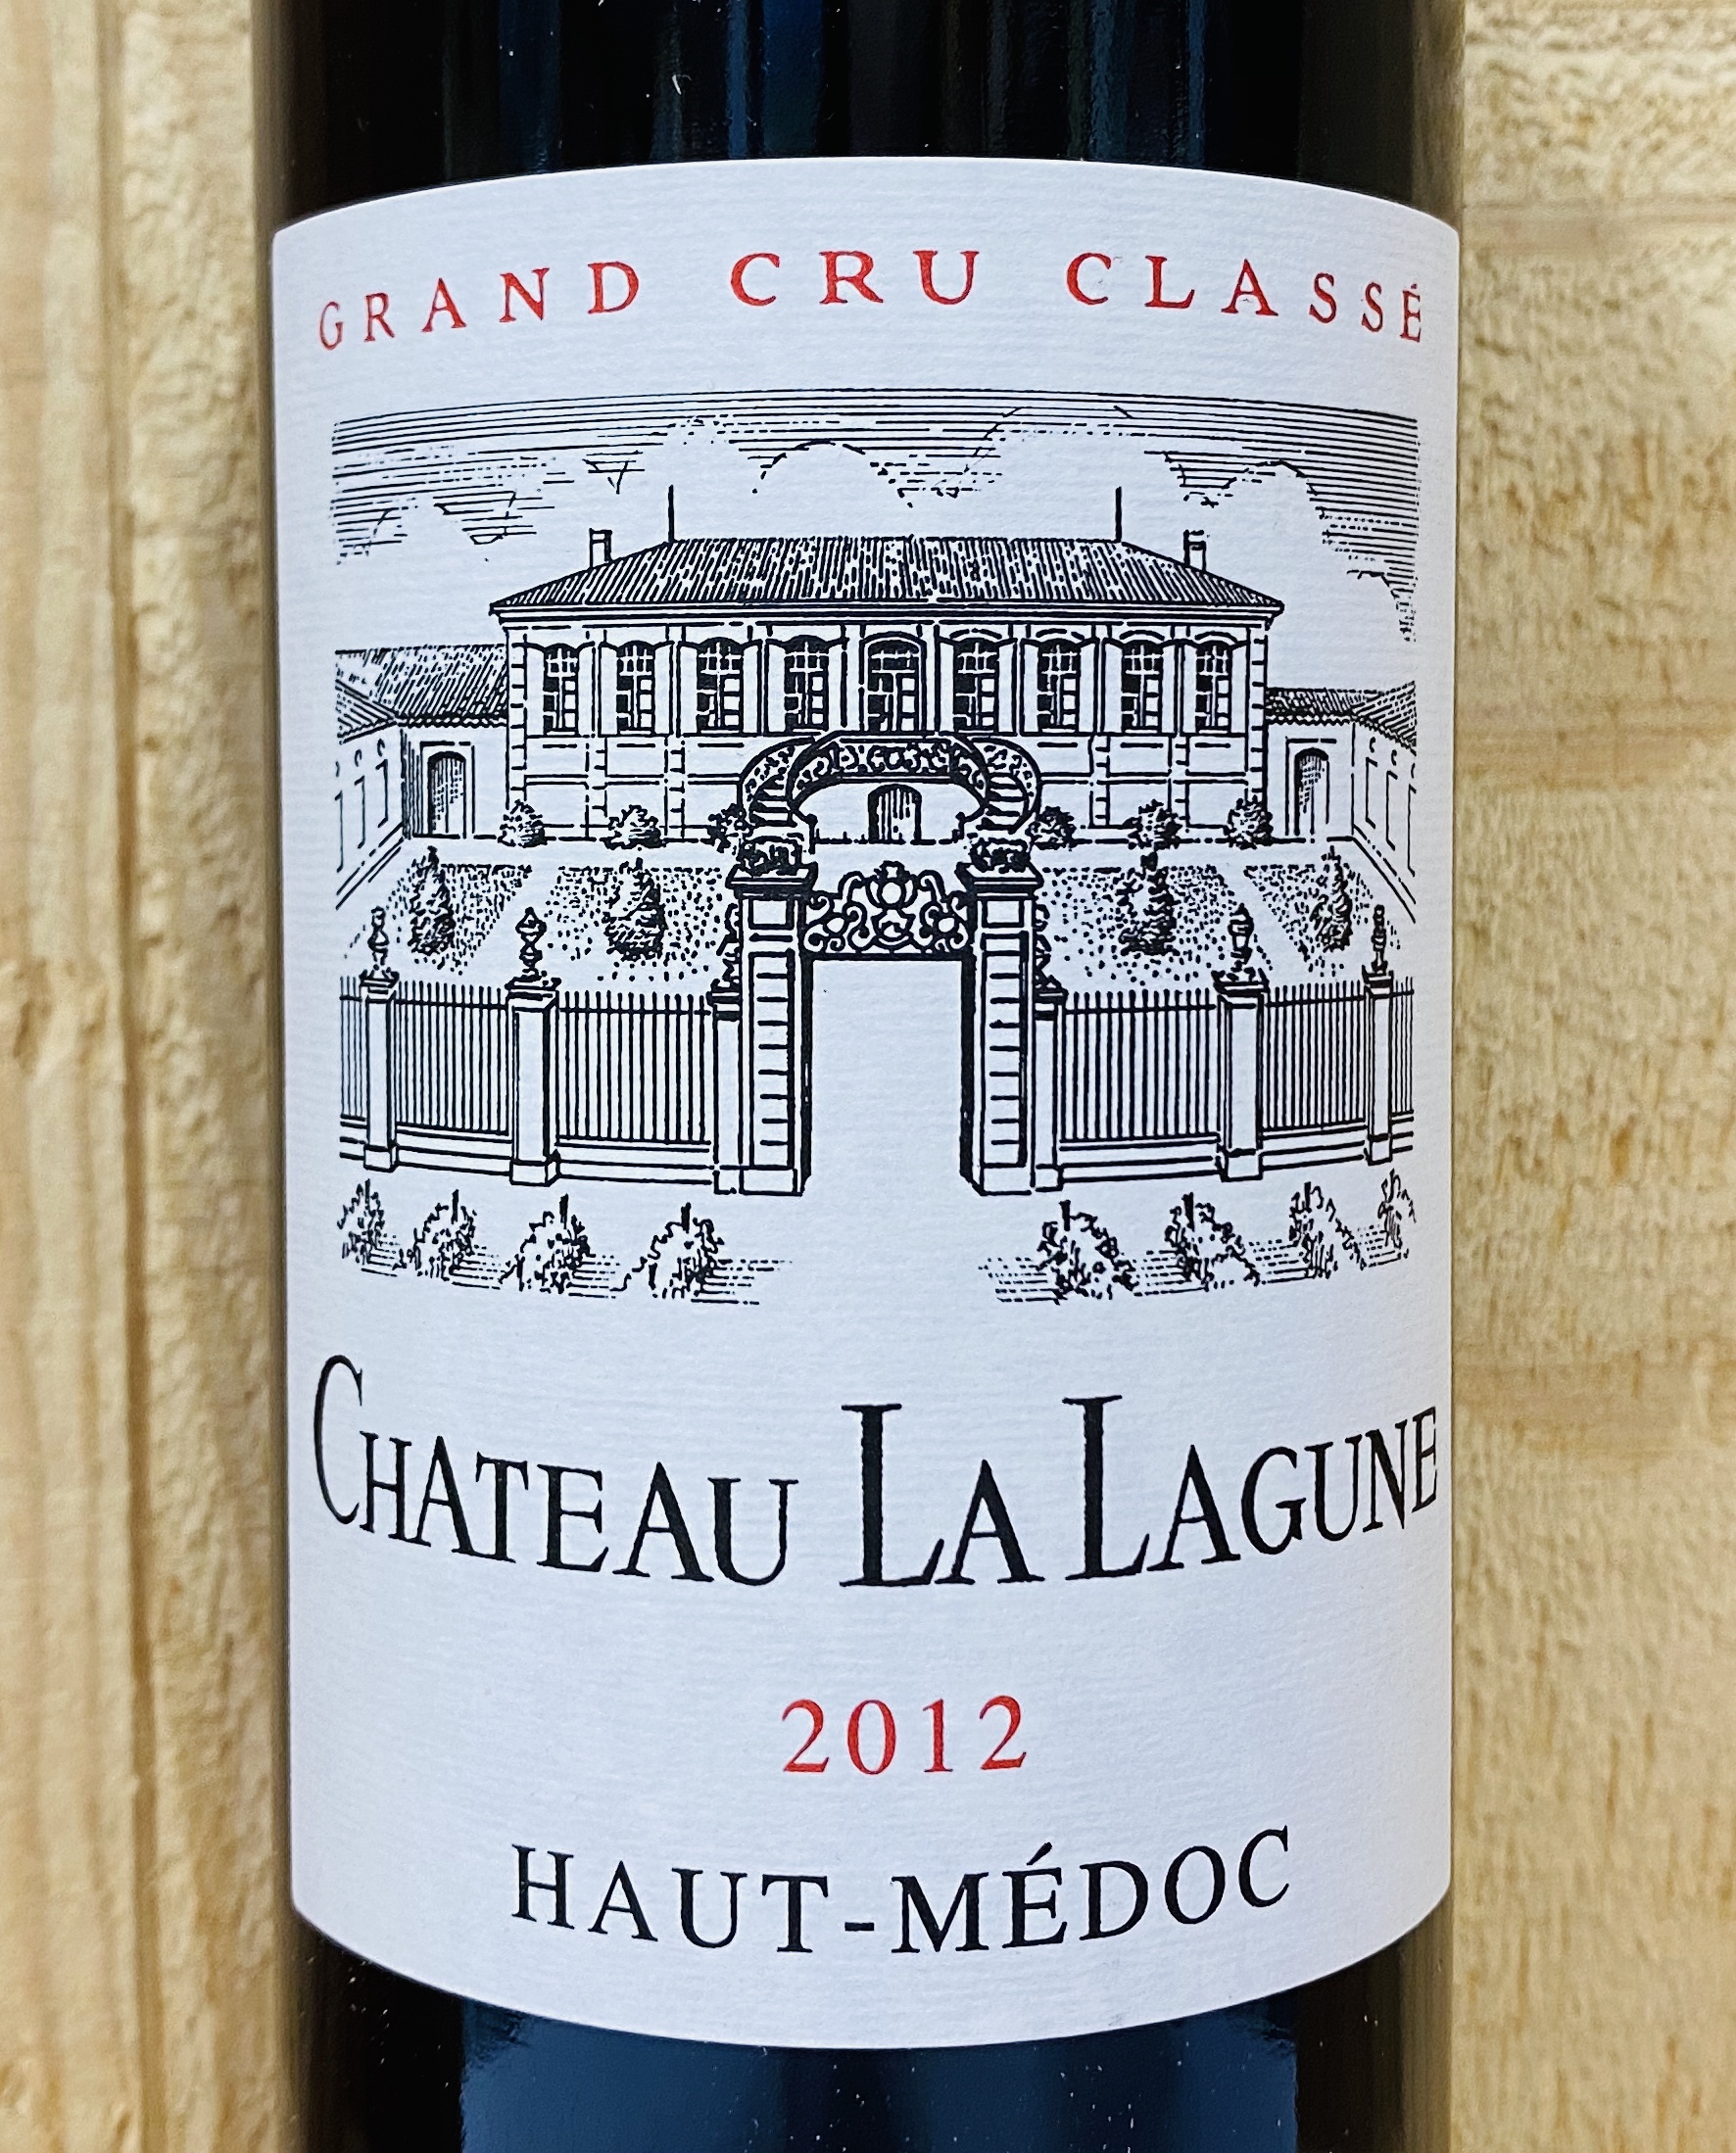 GRAND CRU CLASSÉ
CHATEAU LA LAGUNE
2012
HAUT-MÉDOC